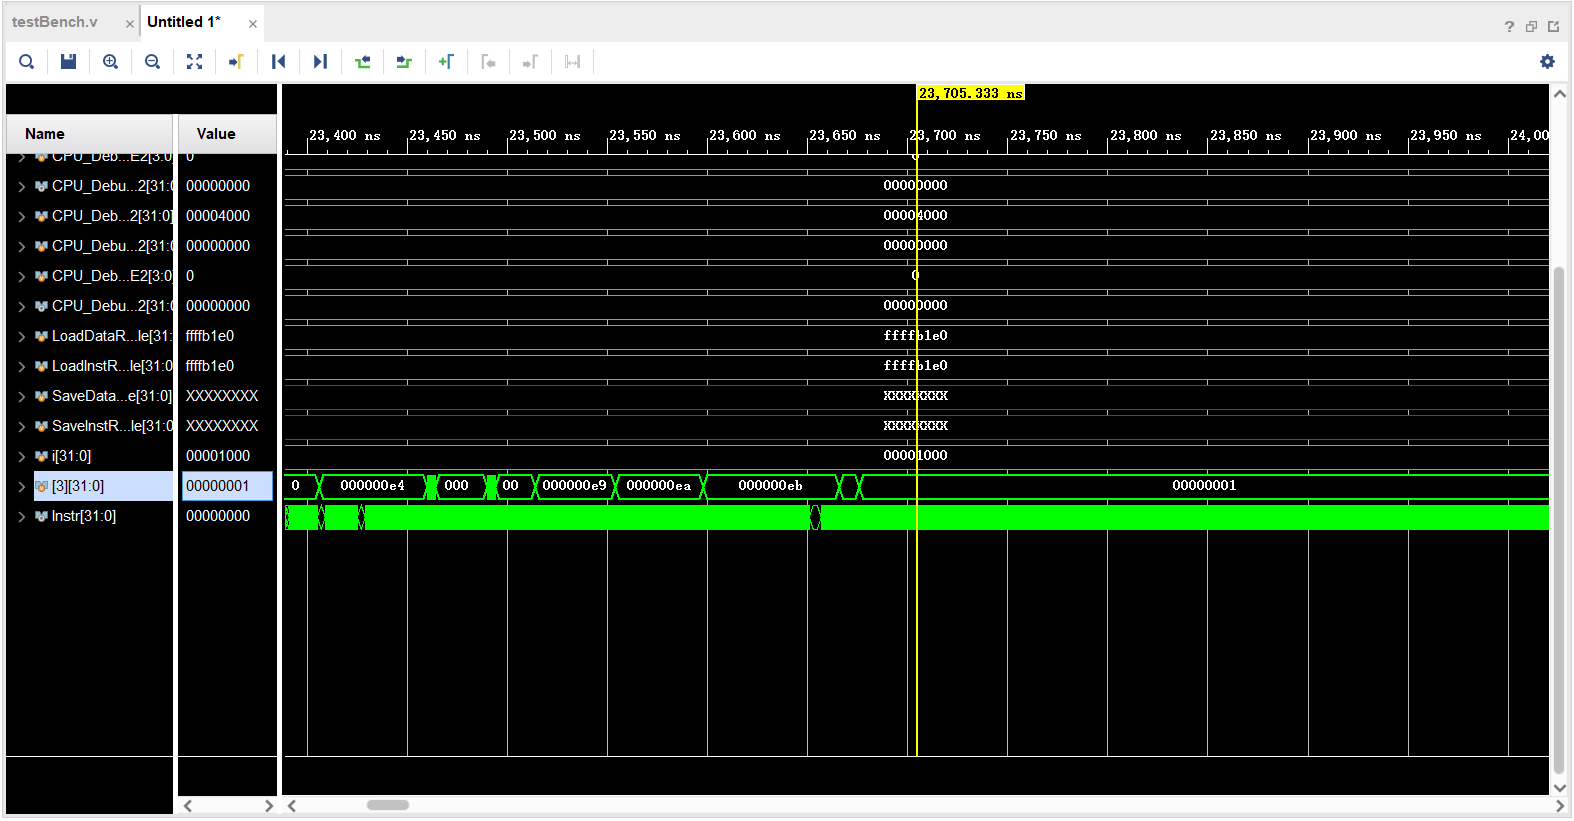 testBench.v × Untitled 1* ×
?
23,705.333 ns
Name Value
23,400 ns 23,450 ns 23,500 ns 23,550 ns 23,600 ns 23,650 ns 23,700 ns 23,750 ns 23,800 ns 23,850 ns 23,900 ns 23,950 ns 24,00
CPU_Deb...E2[3:0] 0 0
CPU_Debu...2[31:0 00000000 00000000
CPU_Deb...2[31:0] 00004000 00004000
CPU_Debu...2[31:0 00000000 00000000
CPU_Deb...E2[3:0] 0 0
CPU_Debu...2[31:0 00000000 00000000
LoadDataR...le[31: ffffb1e0 ffffb1e0
LoadInstR...le[31:0 ffffb1e0 ffffb1e0
SaveData...e[31:0] XXXXXXXX XXXXXXXX
SaveInstR...le[31:0 XXXXXXXX XXXXXXXX
i[31:0] 00001000 00001000
[3][31:0] 00000001 0 000000e4 000 00 000000e9 000000ea 000000eb 00000001
Instr[31:0] 00000000